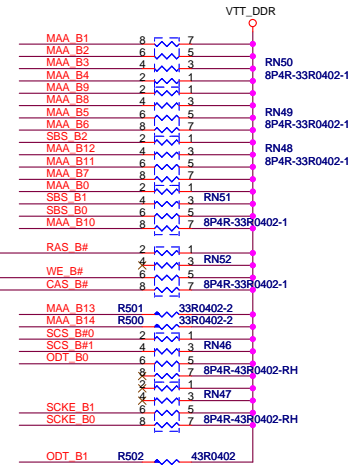 VTT_DDR
MAA_B1 8 7
MAA_B2 6 5
MAA_B3 4 3 RN50
MAA_B4 2 1 8P4R-33R0402-1
MAA_B9 2 1
MAA_B8 4 3
MAA_B5 6 5 RN49
MAA_B6 8 7 8P4R-33R0402-1
SBS_B2 2 1
MAA_B12 4 3 RN48
MAA_B11 6 5 8P4R-33R0402-1
MAA_B7 8 7
MAA_B0 2 1
SBS_B1 4 3 RN51
SBS_B0 6 5
MAA_B10 8 7 8P4R-33R0402-1
RAS_B# 2 1
4 3 RN52
WE_B# 6 5
CAS_B# 8 7 8P4R-33R0402-1
MAA_B13 R501 33R0402-2
MAA_B14 R500 33R0402-2
SCS_B#0 2 1
SCS_B#1 4 3 RN46
ODT_B0 6 5
8 7 8P4R-43R0402-RH
2 1
4 3 RN47
SCKE_B1 6 5
SCKE_B0 8 7 8P4R-43R0402-RH
ODT_B1 R502 43R0402